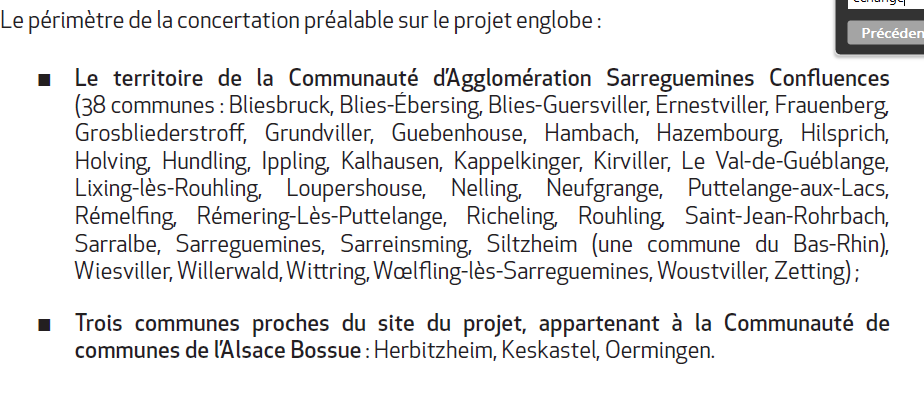 Le périmètre de la concertation préalable sur le projet englobe :
Précéden
■ Le territoire de la Communauté d'Agglomération Sarreguemines Confluences
(38 communes : Bliesbruck, Blies-Ébersing, Blies-Guersviller, Ernestviller, Frauenberg,
Grosbliederstroff, Grundviller, Guebenhouse, Hambach, Hazembourg, Hilsprich,
Holving, Hundling, Ippling, Kalhausen, Kappelkinger, Kirviller, Le Val-de-Guéblange,
Lixing-lès-Rouhling, Loupershouse, Nelling, Neufgrange, Puttelange-aux-Lacs,
Rémelfing, Rémering-Lès-Puttelange, Richeling, Rouhling, Saint-Jean-Rohrbach,
Sarralbe, Sarreguemines, Sarreinsming, Siltzheim (une commune du Bas-Rhin),
Wiesviller, Willerwald, Wittring, Wœlfling-lès-Sarreguemines, Woustviller, Zetting) ;
■ Trois communes proches du site du projet, appartenant à la Communauté de
communes de l'Alsace Bossue : Herbitzheim, Keskastel, Oermingen.